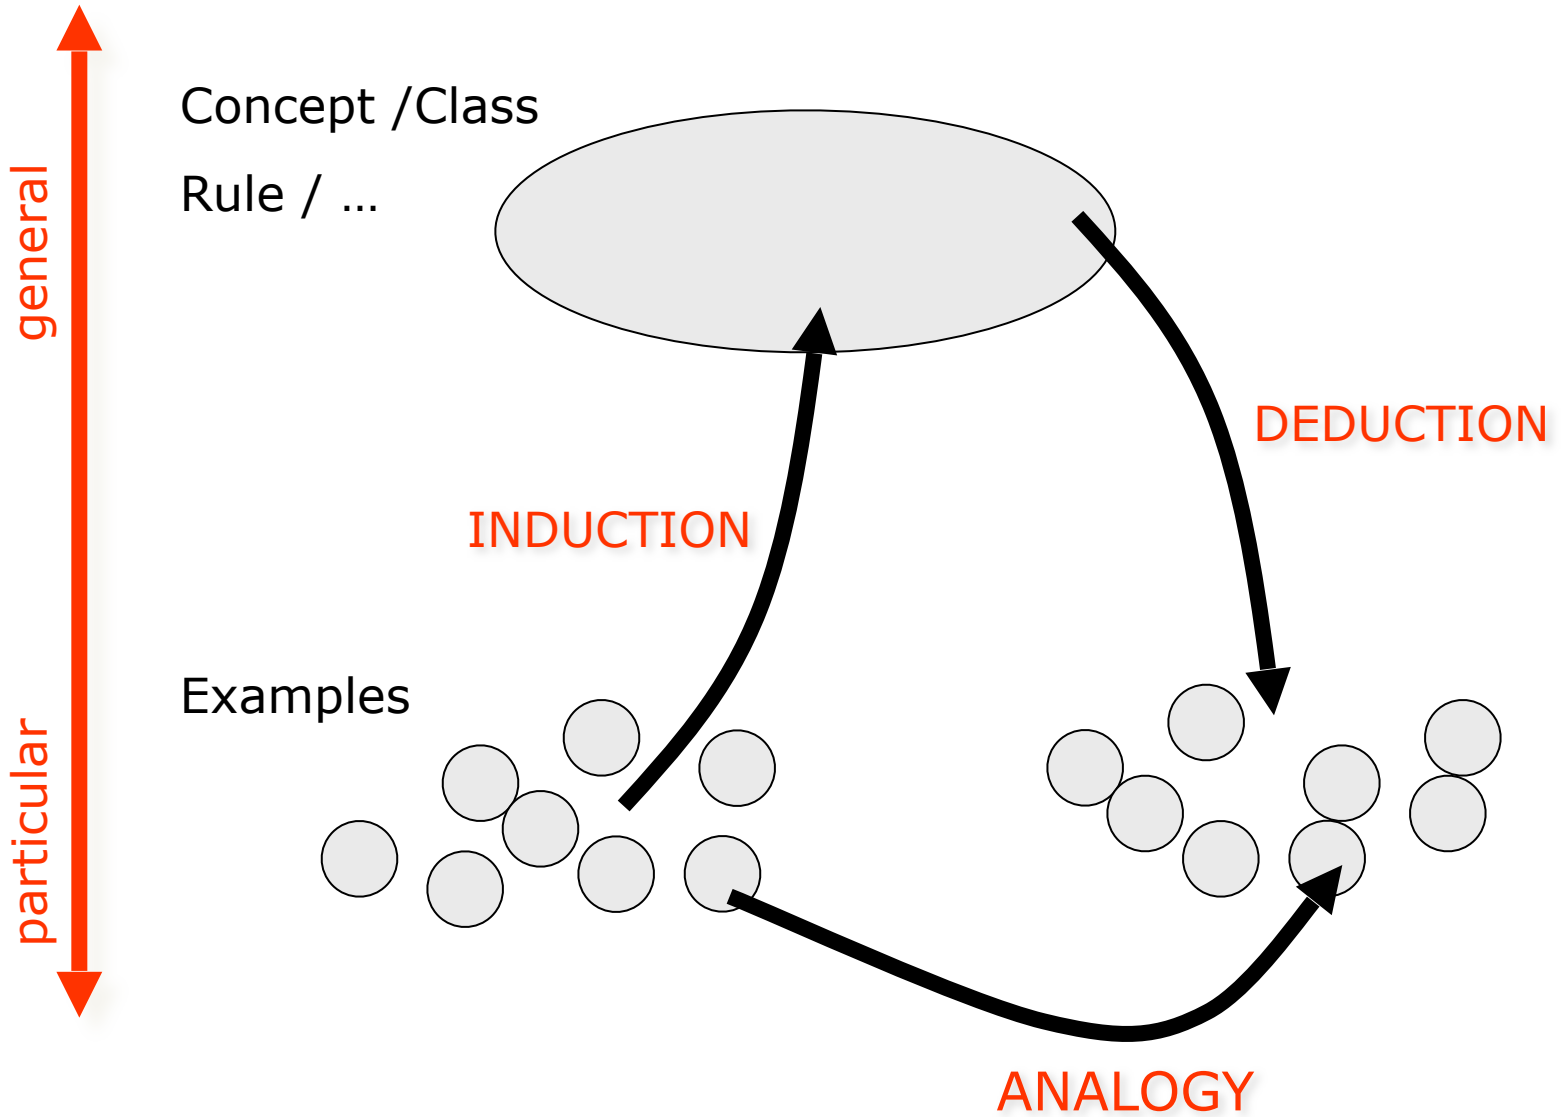 Concept /Class
Rule / ...
general
DEDUCTION
INDUCTION
Examples
particular
ANALOGY